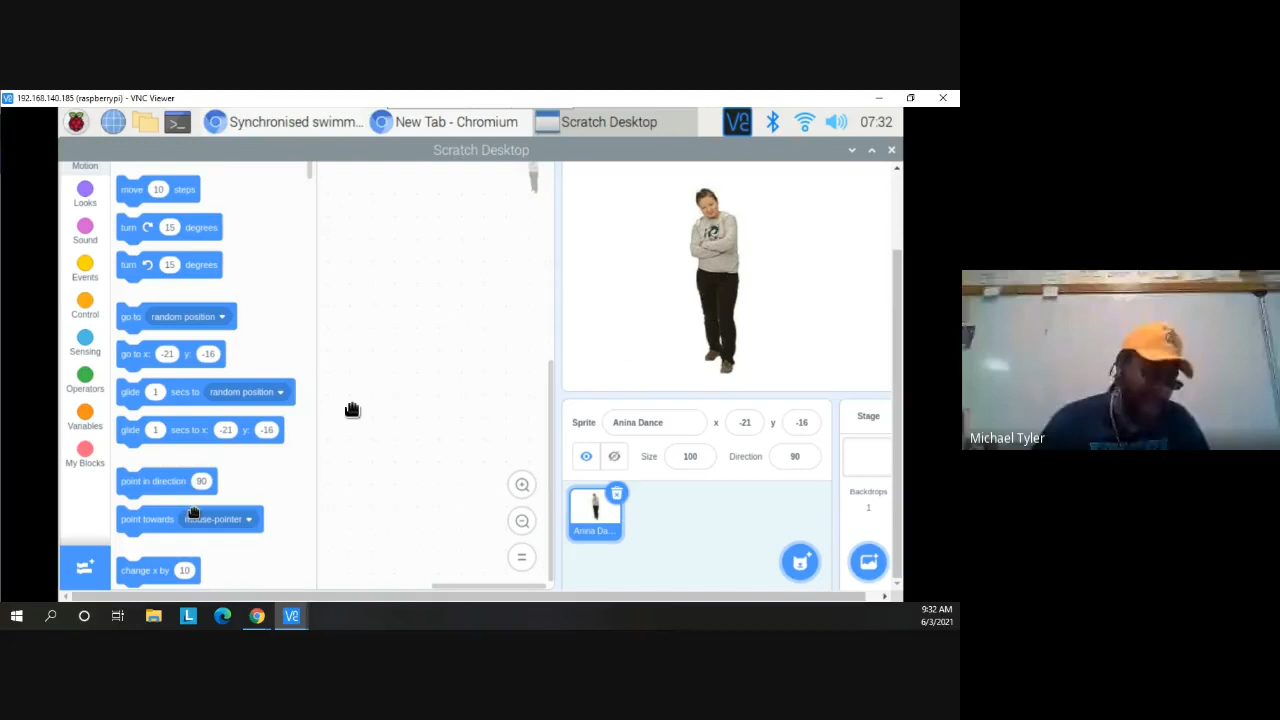 192.168.140.185 (raspberrypi) - VNC Viewer
Synchronised swimm...
New Tab - Chromium
Scratch Desktop
07:32
Scratch Desktop
Motion
Looks
Sound
Events
Control
Sensing
Operators
Variables
My Blocks
move 10 steps
turn 15 degrees
turn 15 degrees
go to random position
go to x: -21 y: -16
glide 1 secs to random position
glide 1 secs to x: -21 y: -16
point in direction 90
point towards mouse-pointer
change x by 10
Sprite Anina Dance x -21 y -16
Size 100 Direction 90
Anina Da...
Stage
Backdrops
1
Michael Tyler
9:32 AM
6/3/2021